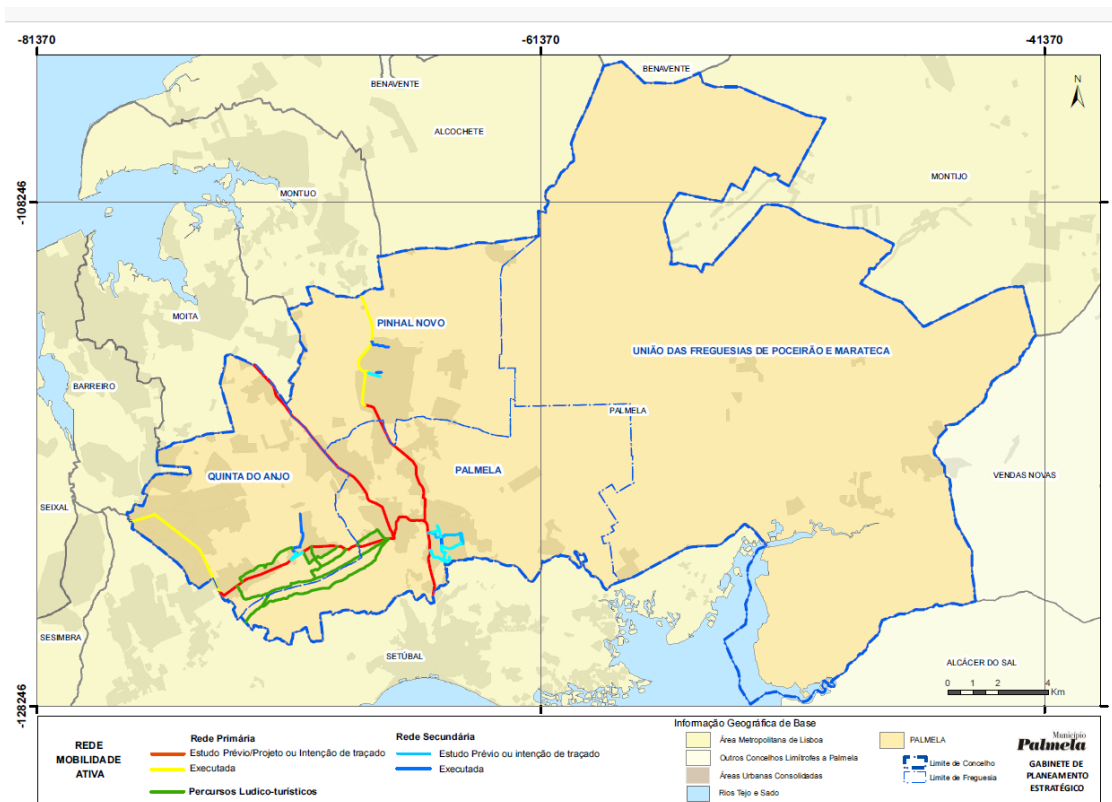 -81370
-61370
-41370
BENAVENTE
BENAVENTE
N
ALCOCHETE
MONTIJO
MONTIJO
-108246
-108246
MOITA
PINHAL NOVO
UNIÃO DAS FREGUESIAS DE POCEIRÃO E MARATECA
BARREIRO
PALMELA
QUINTA DO ANJO
PALMELA
VENDAS NOVAS
SEIXAL
SESIMBRA
SETÚBAL
ALCÁCER DO SAL
0 1 2 4
Km
-128246
-128246
REDE
MOBILIDADE
ATIVA
Rede Primária
Estudo Prévio/Projeto ou Intenção de traçado
Executada
Percursos Ludico-turísticos
Rede Secundária
Estudo Prévio ou intenção de traçado
Executada
Informação Geográfica de Base
Área Metropolitana de Lisboa
Outros Concelhos Limítrofes a Palmela
Áreas Urbanas Consolidadas
Rios Tejo e Sado
PALMELA
Limite de Concelho
Limite de Freguesia
Município
Palmela
GABINETE DE
PLANEAMENTO
ESTRATÉGICO